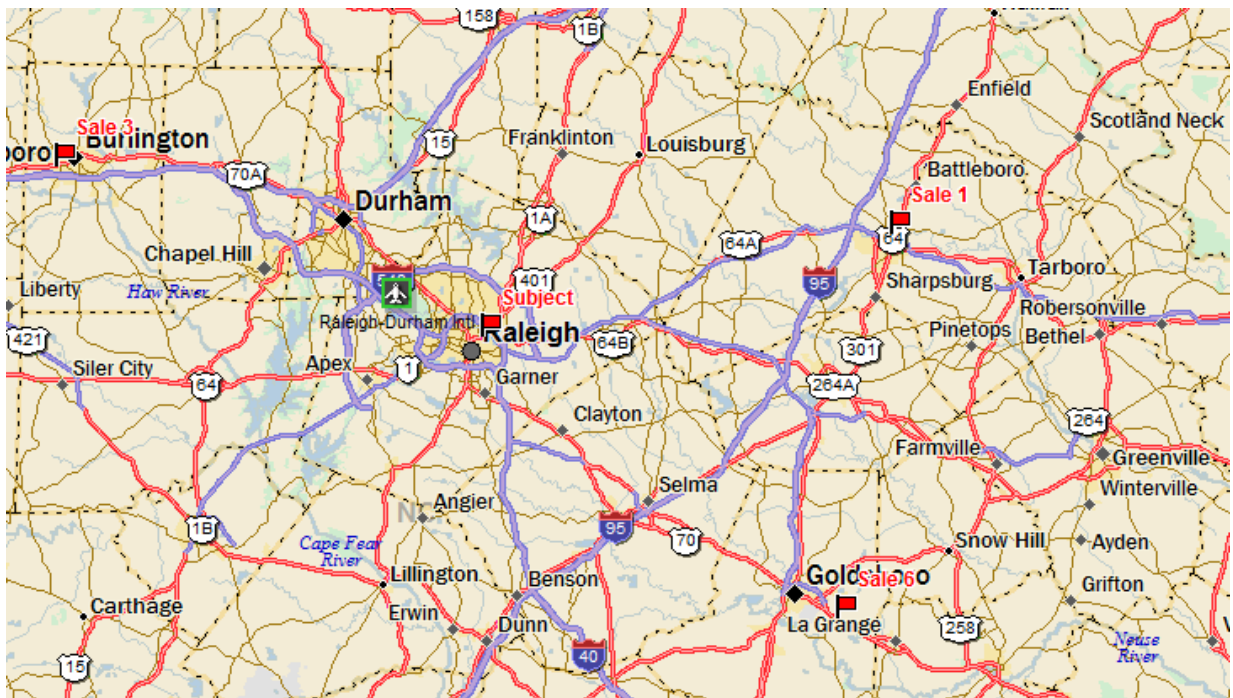 158
1B
Enfield
Scotland Neck
Sale 3
Burlington
boro
15
Franklinton
Louisburg
70A
Battleboro
Sale 1
Durham
1A
64A
64
Chapel Hill
401
95
Sharpsburg
Tarboro
Liberty
Haw River
Subject
Raleigh-Durham Intl
Raleigh
Robersonville
Pinetops
Bethel
421
64B
301
Siler City
Apex
1
64
Garner
264A
Clayton
264
Farmville
Greenville
Selma
Winterville
Angier
1B
95
70
Cape Fear
River
Snow Hill
Ayden
Lillington
Benson
Sale 6
Grifton
Carthage
Erwin
Dunn
La Grange
258
Neuse
River
15
40